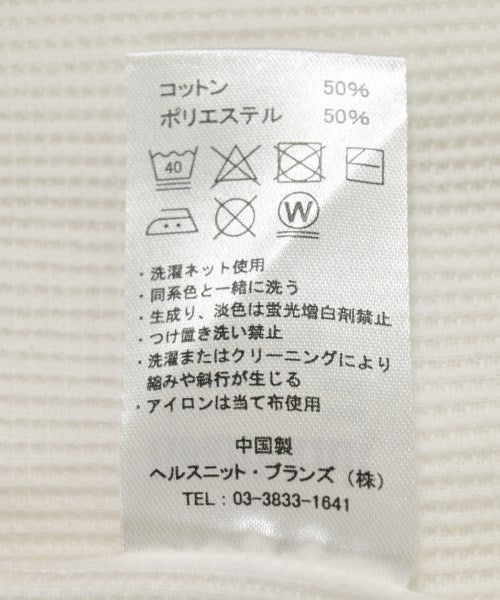 コットン 50%
ポリエステル 50%
40
W
・洗濯ネット使用
・同系色と一緒に洗う
・生成り、淡色は蛍光増白剤禁止
・つけ置き洗い禁止
・洗濯またはクリーニングにより
縮みや斜行が生じる
・アイロンは当て布使用
中国製
ヘルスニット・ブランズ（株）
TEL：03-3833-1641